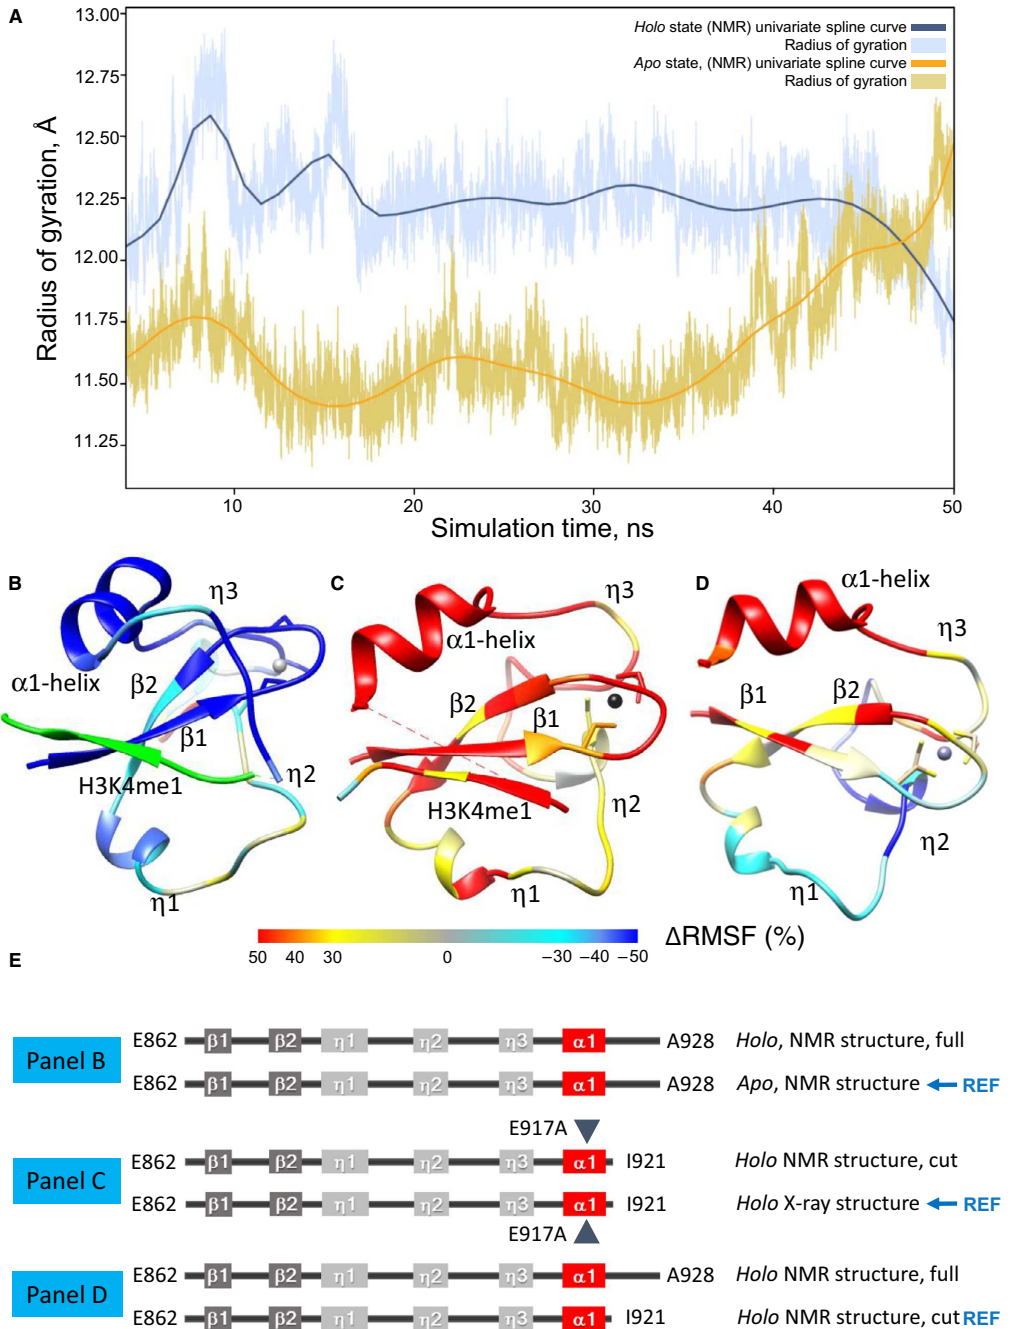 A
13.00
12.75
12.50
12.25
12.00
11.75
11.50
11.25
Radius of gyration, Å
Holo state (NMR) univariate spline curve
Radius of gyration
Apo state, (NMR) univariate spline curve
Radius of gyration
10
20
30
40
50
Simulation time, ns
B
η3
α1-helix
β2
β1
H3K4me1
η2
η1
C
η3
α1-helix
β2
β1
H3K4me1
η2
η1
D
α1-helix
η3
β1
β2
η2
η1
50
40
30
0
−30
−40
−50
ΔRMSF (%)
E
Panel B
E862 β1 β2 η1 η2 η3 α1 A928 Holo, NMR structure, full
E862 β1 β2 η1 η2 η3 α1 A928 Apo, NMR structure REF
Panel C
E917A
E862 β1 β2 η1 η2 η3 α1 I921 Holo NMR structure, cut
E862 β1 β2 η1 η2 η3 α1 I921 Holo X-ray structure REF
E917A
Panel D
E862 β1 β2 η1 η2 η3 α1 A928 Holo NMR structure, full
E862 β1 β2 η1 η2 η3 α1 I921 Holo NMR structure, cut REF